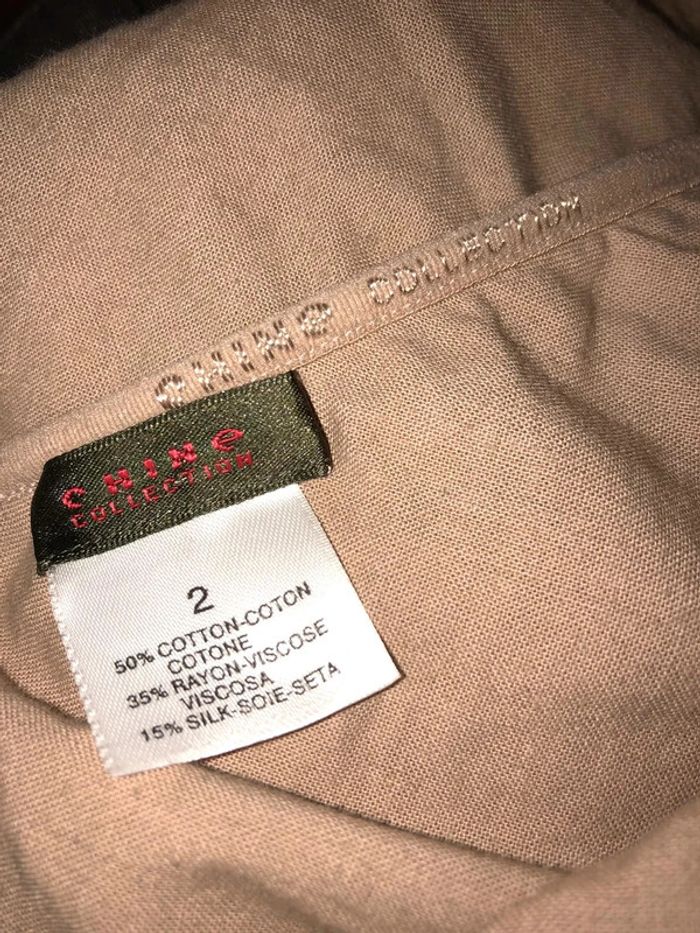 CHINE COLLECTION
CHINE
COLLECTION
2
50% COTTON-COTON
COTONE
35% RAYON-VISCOSE
VISCOSA
15% SILK-SOIE-SETA